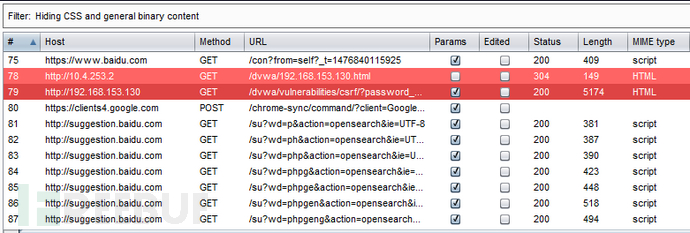 Filter: Hiding CSS and general binary content
# Host Method URL Params Edited Status Length MIME type
75 https://www.baidu.com GET /con?from=self?_t=1476840115925 200 409 script
78 http://10.4.253.2 GET /dvwa/192.168.153.130.html 304 149 HTML
79 http://192.168.153.130 GET /dvwa/vulnerabilities/csrf/?password_... 200 5174 HTML
80 https://clients4.google.com POST /chrome-sync/command/?client=Google...
81 http://suggestion.baidu.com GET /su?wd=p&action=opensearch&ie=UTF-8 200 381 script
82 http://suggestion.baidu.com GET /su?wd=ph&action=opensearch&ie=UT... 200 387 script
83 http://suggestion.baidu.com GET /su?wd=php&action=opensearch&ie=U... 200 390 script
84 http://suggestion.baidu.com GET /su?wd=phpg&action=opensearch&ie=... 200 423 script
85 http://suggestion.baidu.com GET /su?wd=phpge&action=opensearch&ie... 200 448 script
86 http://suggestion.baidu.com GET /su?wd=phpgen&action=opensearch&i... 200 518 script
87 http://suggestion.baidu.com GET /su?wd=phpgeng&action=opensearch... 200 494 script